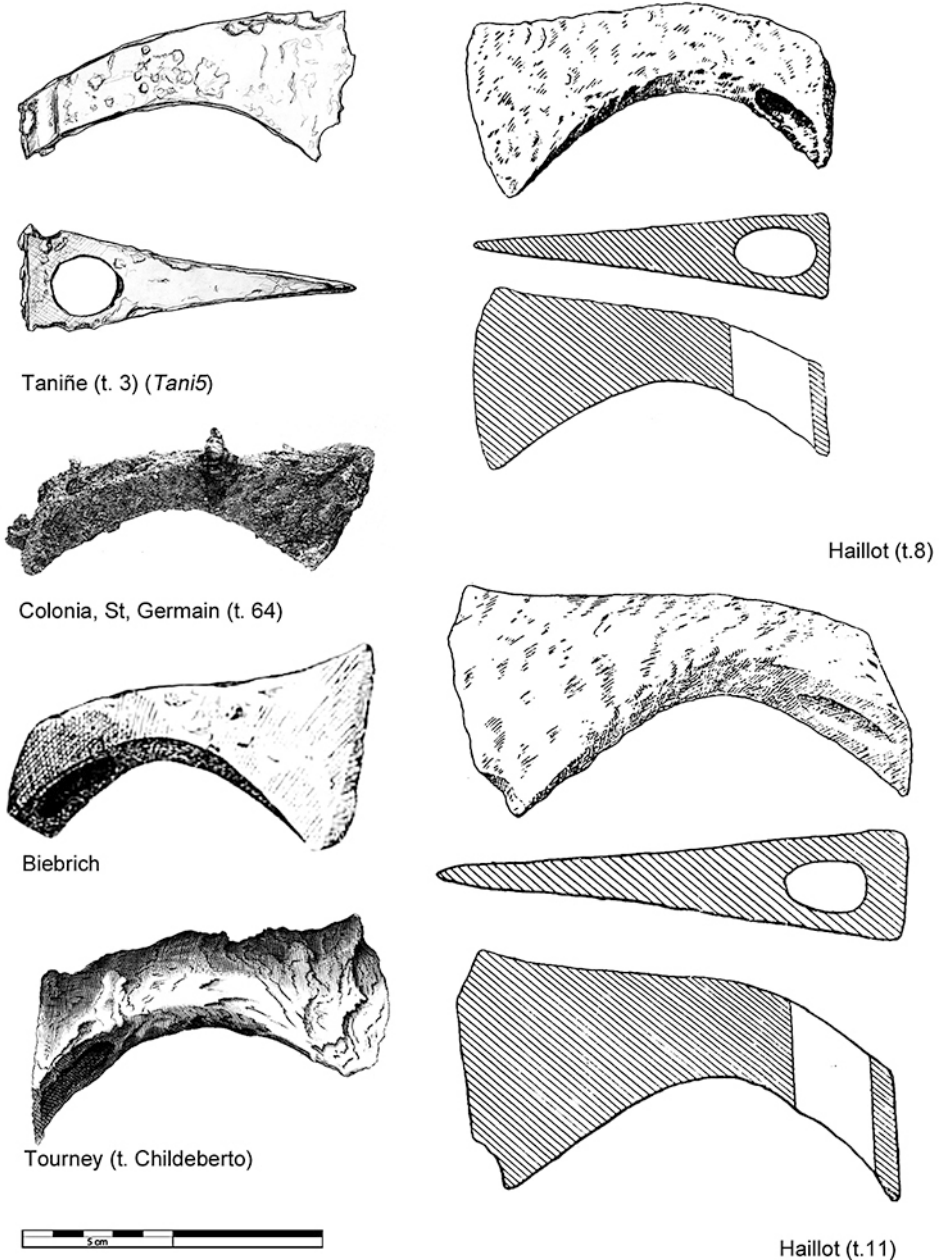 Taniñe (t. 3) (Tani5)
Haillot (t.8)
Colonia, St, Germain (t. 64)
Biebrich
Tourney (t. Childeberto)
5 cm
Haillot (t.11)